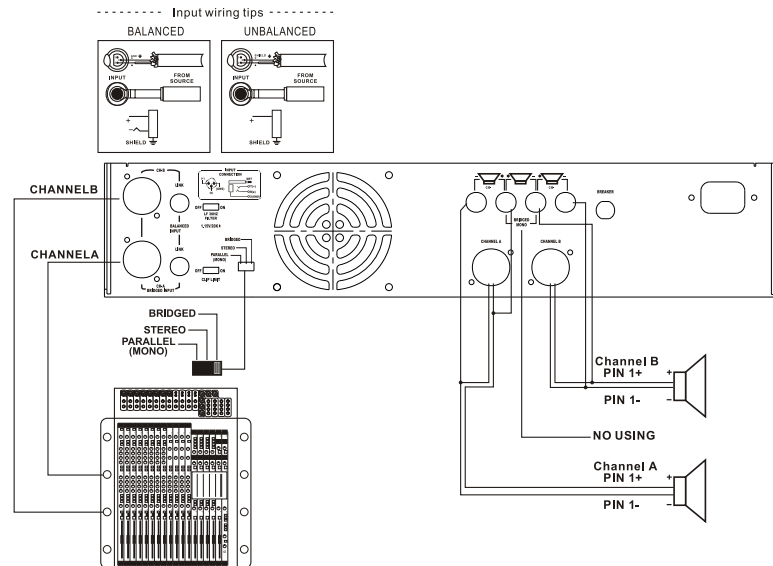 Input wiring tips
BALANCED
UNBALANCED
INPUT
FROM
SOURCE
+
-
SHIELD
INPUT
FROM
SOURCE
+
SHIELD
CHANNELB
CHANNELA
CH-B
LINK
BALANCED
INPUT
LINK
CH-A
BRIDGED INPUT
INPUT
CONNECTION
OFF
ON
LF 30HZ
FILTER
OFF
ON
CLIP LIMIT
BRIDGED
STEREO
PARALLEL
(MONO)
BRIDGED
STEREO
PARALLEL
(MONO)
BRIDGED
MONO
BREAKER
CHANNEL A
CHANNEL B
Channel B
PIN 1+
+
PIN 1-
-
NO USING
Channel A
PIN 1+
+
PIN 1-
-